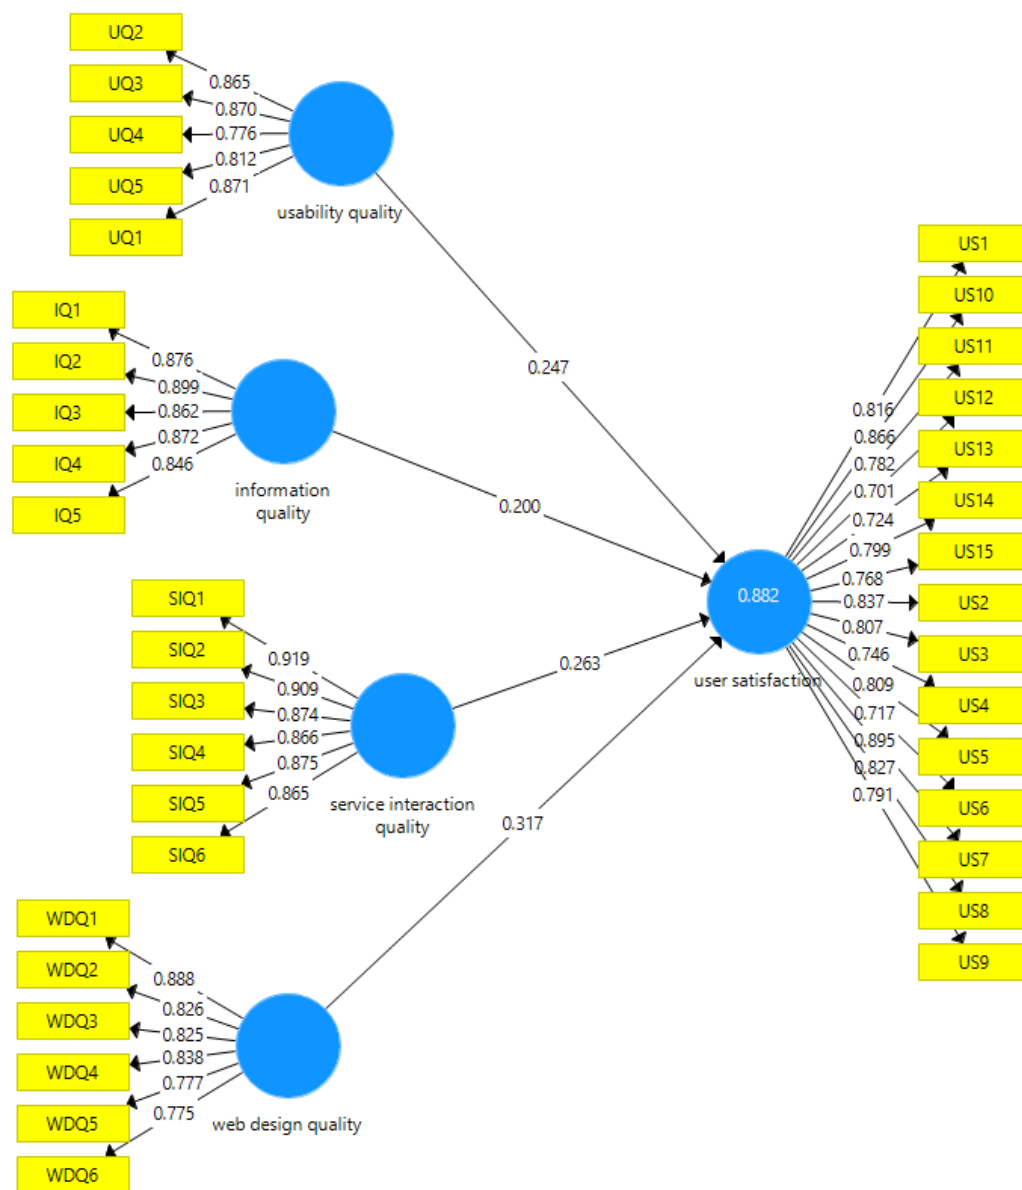 UQ2
UQ3
UQ4
UQ5
UQ1
0.865
0.870
0.776
0.812
0.871
usability quality
0.247
IQ1
IQ2
IQ3
IQ4
IQ5
0.876
0.899
0.862
0.872
0.846
information
quality
0.200
SIQ1
SIQ2
SIQ3
SIQ4
SIQ5
SIQ6
0.919
0.909
0.874
0.866
0.875
0.865
service interaction
quality
0.263
WDQ1
WDQ2
WDQ3
WDQ4
WDQ5
WDQ6
0.888
0.826
0.825
0.838
0.777
0.775
web design quality
0.317
0.882
user satisfaction
0.816
0.866
0.782
0.701
0.724
0.799
0.768
0.837
0.807
0.746
0.809
0.717
0.895
0.827
0.791
US1
US10
US11
US12
US13
US14
US15
US2
US3
US4
US5
US6
US7
US8
US9